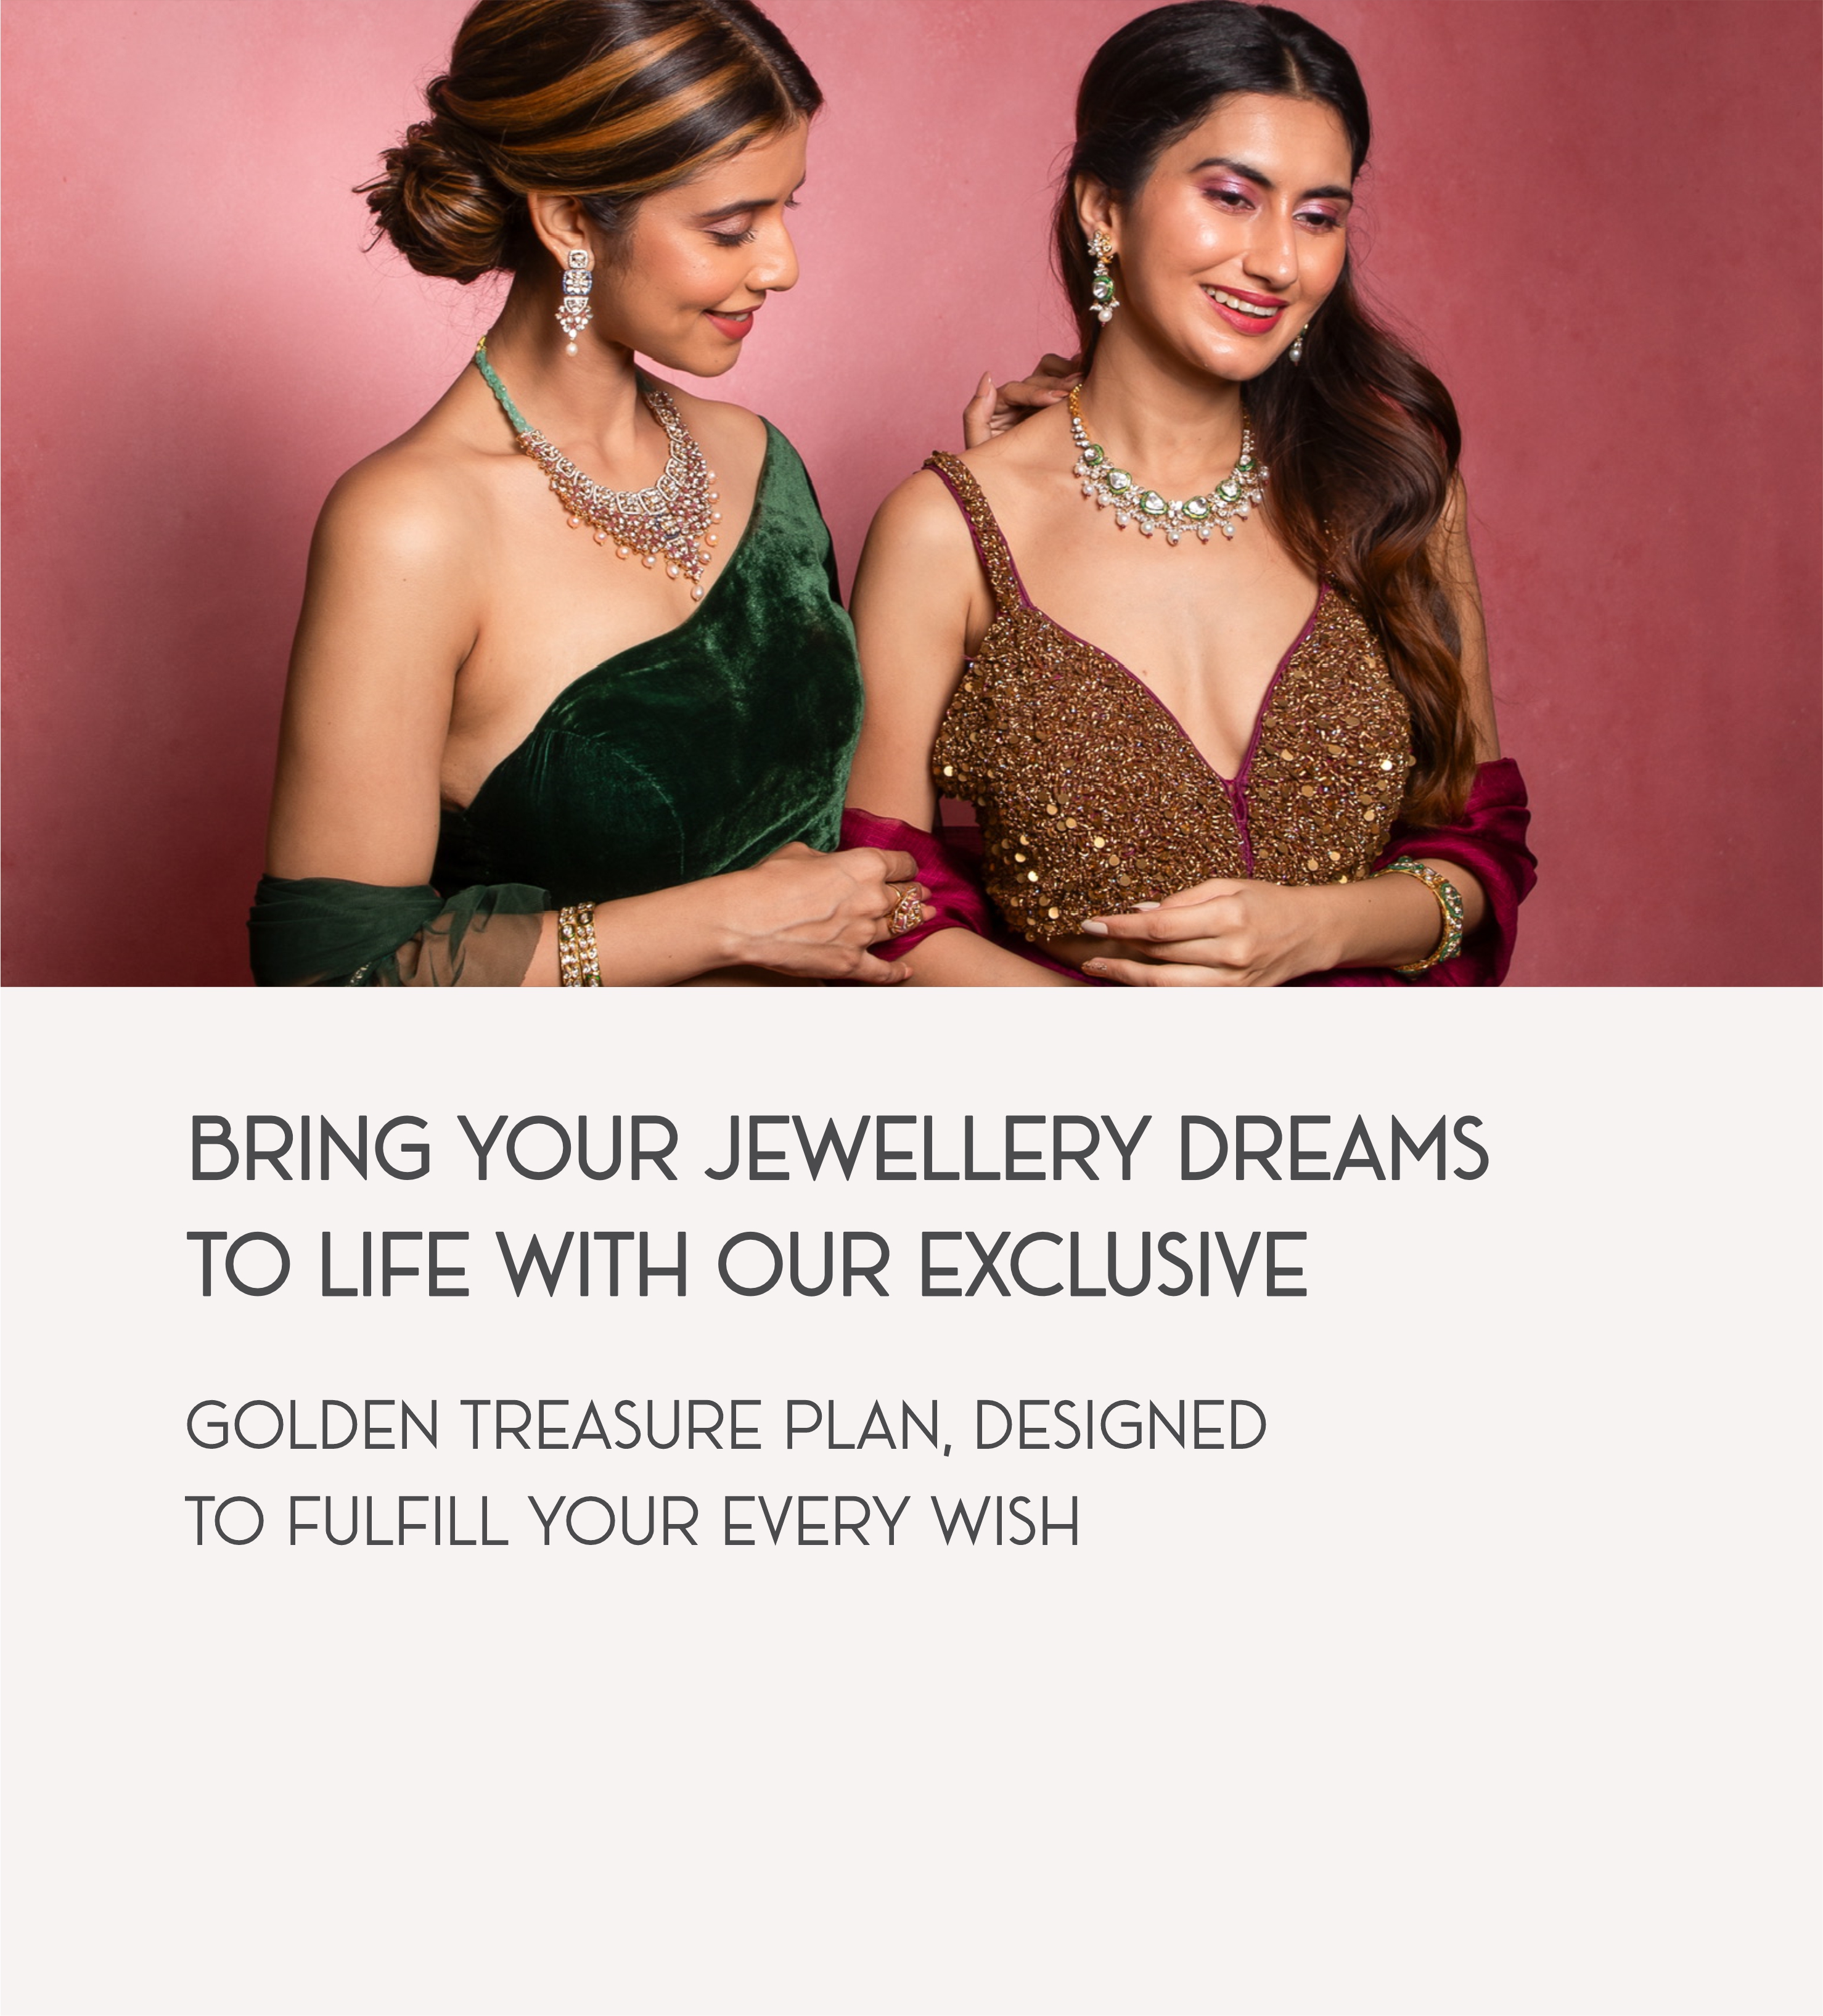 BRING YOUR JEWELLERY DREAMS
TO LIFE WITH OUR EXCLUSIVE
GOLDEN TREASURE PLAN, DESIGNED
TO FULFILL YOUR EVERY WISH